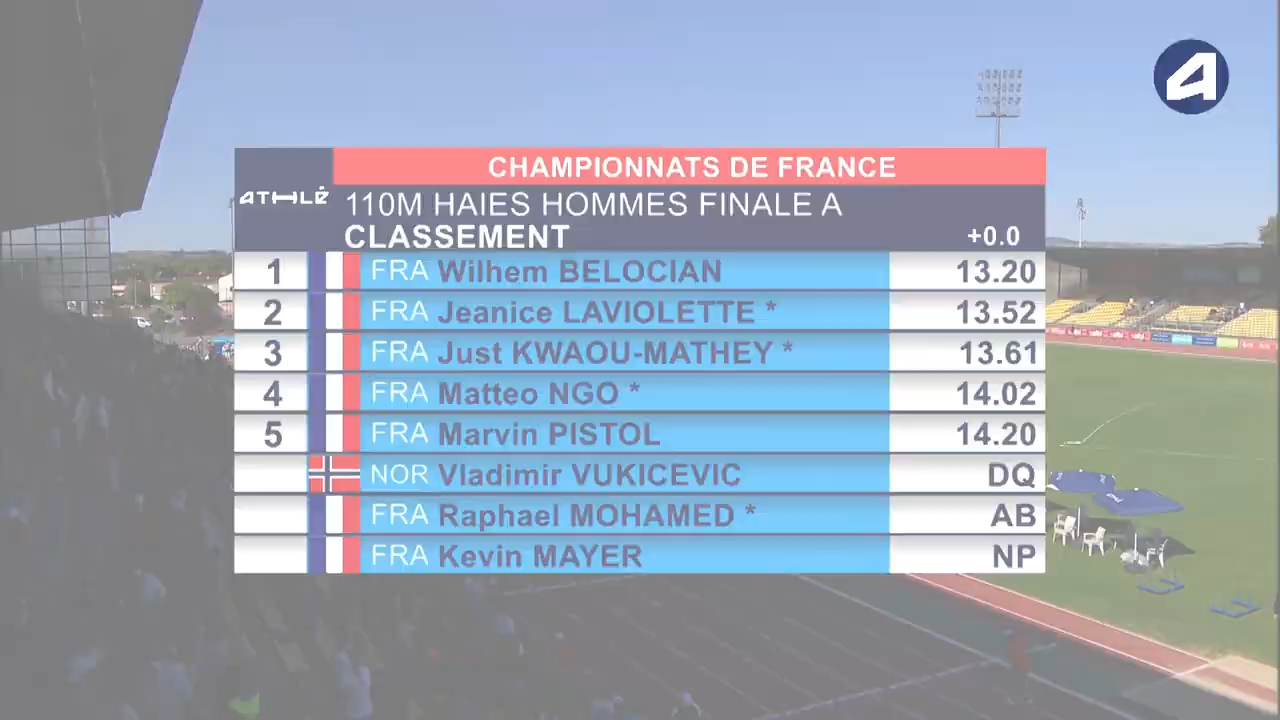 CHAMPIONNATS DE FRANCE
ATHLÉ
110M HAIES HOMMES FINALE A
CLASSEMENT +0.0
1 FRA Wilhem BELOCIAN 13.20
2 FRA Jeanice LAVIOLETTE * 13.52
3 FRA Just KWAOU-MATHEY * 13.61
4 FRA Matteo NGO * 14.02
5 FRA Marvin PISTOL 14.20
NOR Vladimir VUKICEVIC DQ
FRA Raphael MOHAMED * AB
FRA Kevin MAYER NP